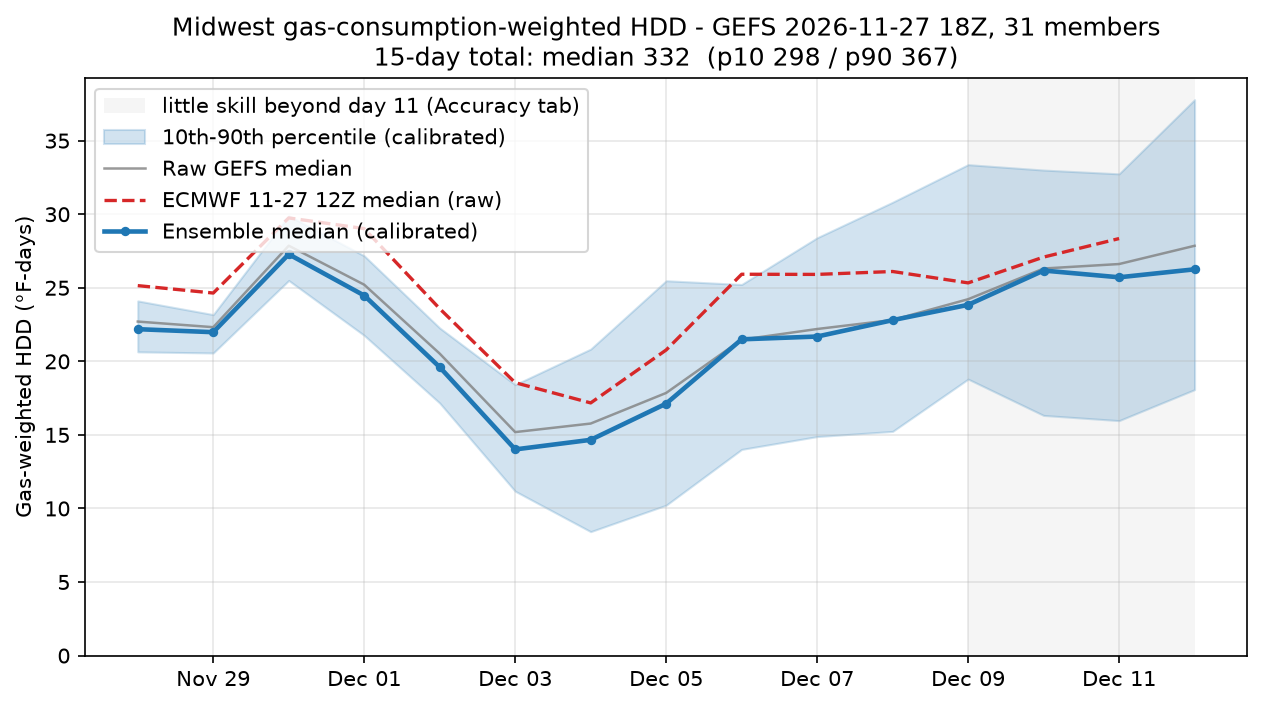 Midwest gas-consumption-weighted HDD - GEFS 2026-11-27 18Z, 31 members
15-day total: median 332  (p10 298 / p90 367)
little skill beyond day 11 (Accuracy tab)
10th-90th percentile (calibrated)
Raw GEFS median
ECMWF 11-27 12Z median (raw)
Ensemble median (calibrated)
Gas-weighted HDD (°F-days)
35
30
25
20
15
10
5
0
Nov 29
Dec 01
Dec 03
Dec 05
Dec 07
Dec 09
Dec 11